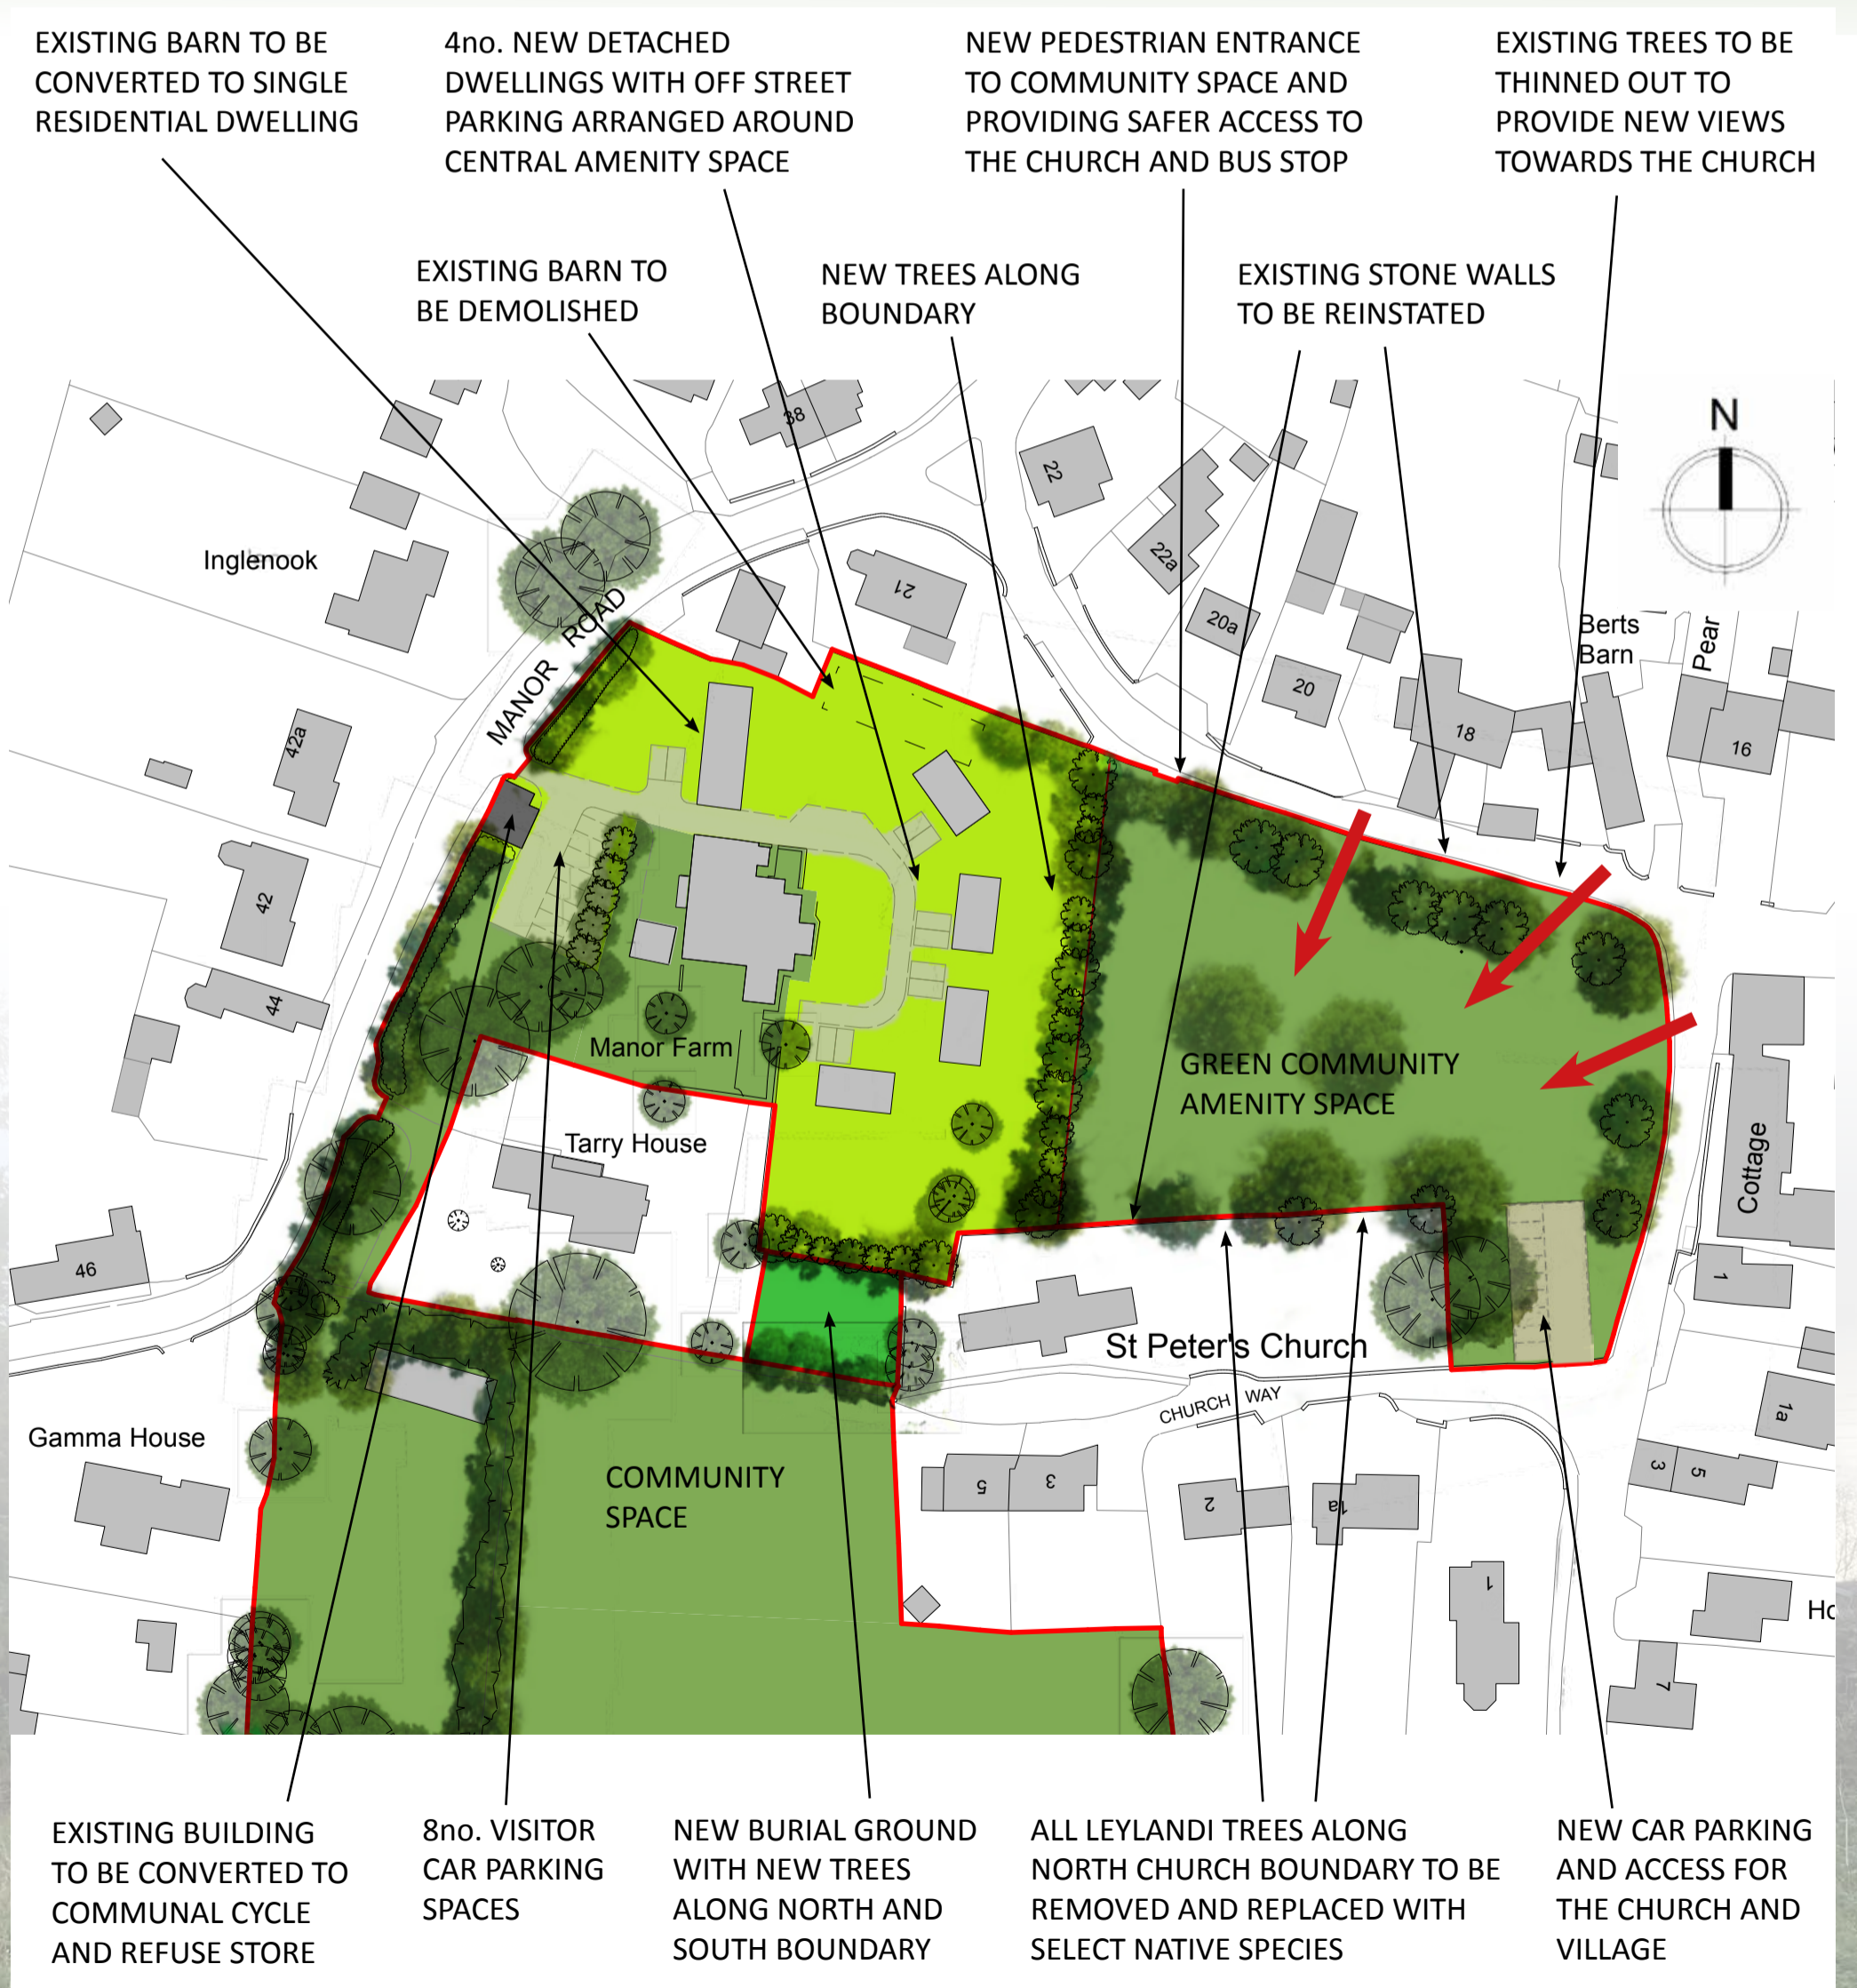 EXISTING BARN TO BE
CONVERTED TO SINGLE
RESIDENTIAL DWELLING
4no. NEW DETACHED
DWELLINGS WITH OFF STREET
PARKING ARRANGED AROUND
CENTRAL AMENITY SPACE
NEW PEDESTRIAN ENTRANCE
TO COMMUNITY SPACE AND
PROVIDING SAFER ACCESS TO
THE CHURCH AND BUS STOP
EXISTING TREES TO BE
THINNED OUT TO
PROVIDE NEW VIEWS
TOWARDS THE CHURCH
EXISTING BARN TO
BE DEMOLISHED
NEW TREES ALONG
BOUNDARY
EXISTING STONE WALLS
TO BE REINSTATED
N
38
22
22a
21
20a
20
Inglenook
MANOR ROAD
Berts
Barn
Pear
18
16
42a
42
44
46
Manor Farm
Tarry House
GREEN COMMUNITY
AMENITY SPACE
Cottage
1
St Peter's Church
CHURCH WAY
1a
3
5
Gamma House
COMMUNITY
SPACE
5
3
2
1a
1
7
Ho
EXISTING BUILDING
TO BE CONVERTED TO
COMMUNAL CYCLE
AND REFUSE STORE
8no. VISITOR
CAR PARKING
SPACES
NEW BURIAL GROUND
WITH NEW TREES
ALONG NORTH AND
SOUTH BOUNDARY
ALL LEYLANDI TREES ALONG
NORTH CHURCH BOUNDARY TO BE
REMOVED AND REPLACED WITH
SELECT NATIVE SPECIES
NEW CAR PARKING
AND ACCESS FOR
THE CHURCH AND
VILLAGE